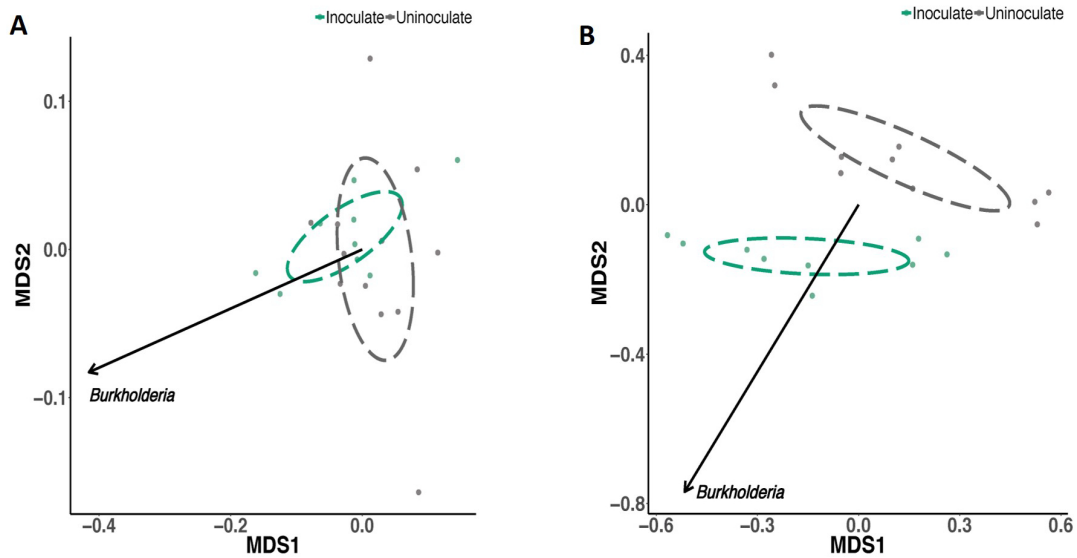 A
Inoculate Uninoculate
MDS2
0.1
0.0
−0.1
Burkholderia
−0.4
−0.2
0.0
MDS1
B
Inoculate Uninoculate
MDS2
0.4
0.0
−0.4
−0.8
Burkholderia
−0.6
−0.3
0.0
0.3
0.6
MDS1